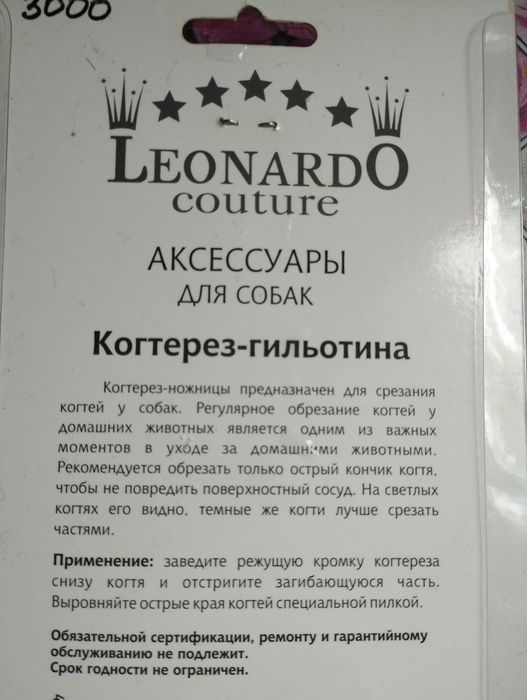 3000
LEONARDO
couture
АКСЕССУАРЫ
ДЛЯ СОБАК
Когтерез-гильотина
Когтерез-ножницы предназначен для срезания
когтей у собак. Регулярное обрезание когтей у
домашних животных является одним из важных
моментов в уходе за домашними животными.
Рекомендуется обрезать только острый кончик когтя,
чтобы не повредить поверхностный сосуд. На светлых
когтях его видно, темные же когти лучше срезать
частями.
Применение: заведите режущую кромку когтереза
снизу когтя и отстригите загибающуюся часть.
Выровняйте острые края когтей специальной пилкой.
Обязательной сертификации, ремонту и гарантийному
обслуживанию не подлежит.
Срок годности не ограничен.